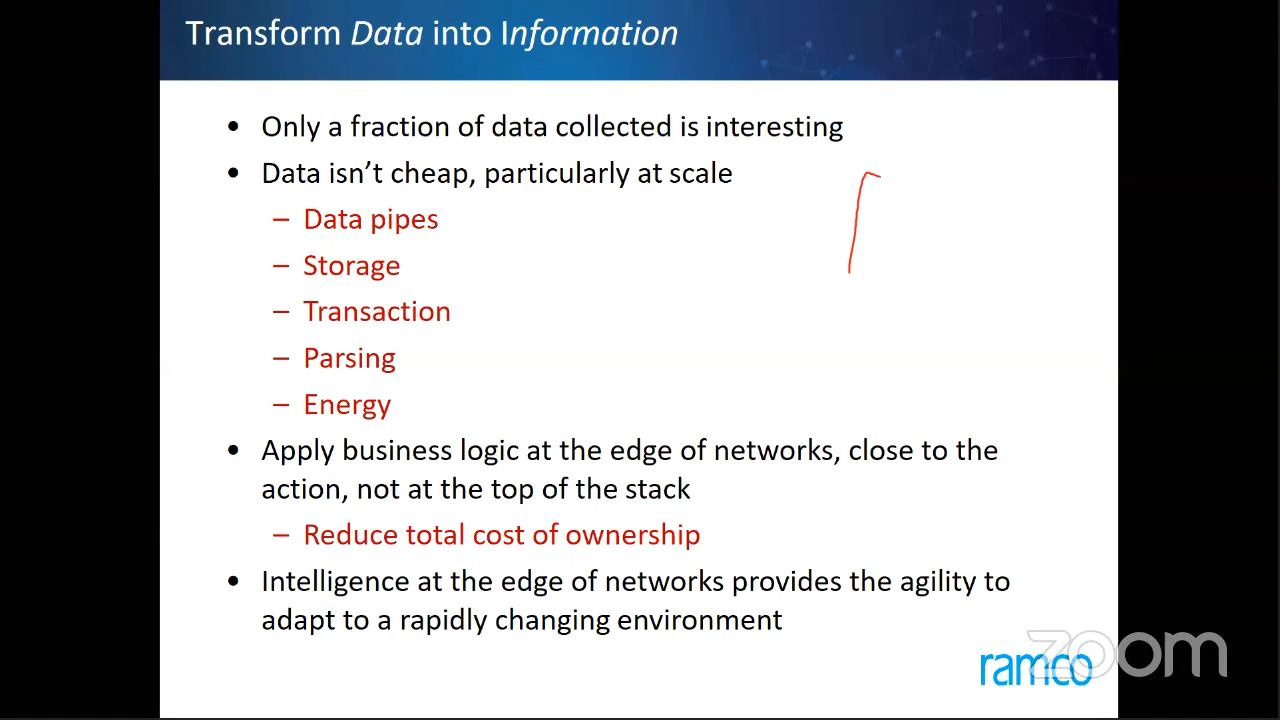 Transform Data into Information
• Only a fraction of data collected is interesting
• Data isn’t cheap, particularly at scale
– Data pipes
– Storage
– Transaction
– Parsing
– Energy
• Apply business logic at the edge of networks, close to the
action, not at the top of the stack
– Reduce total cost of ownership
• Intelligence at the edge of networks provides the agility to
adapt to a rapidly changing environment
zoom
ramco